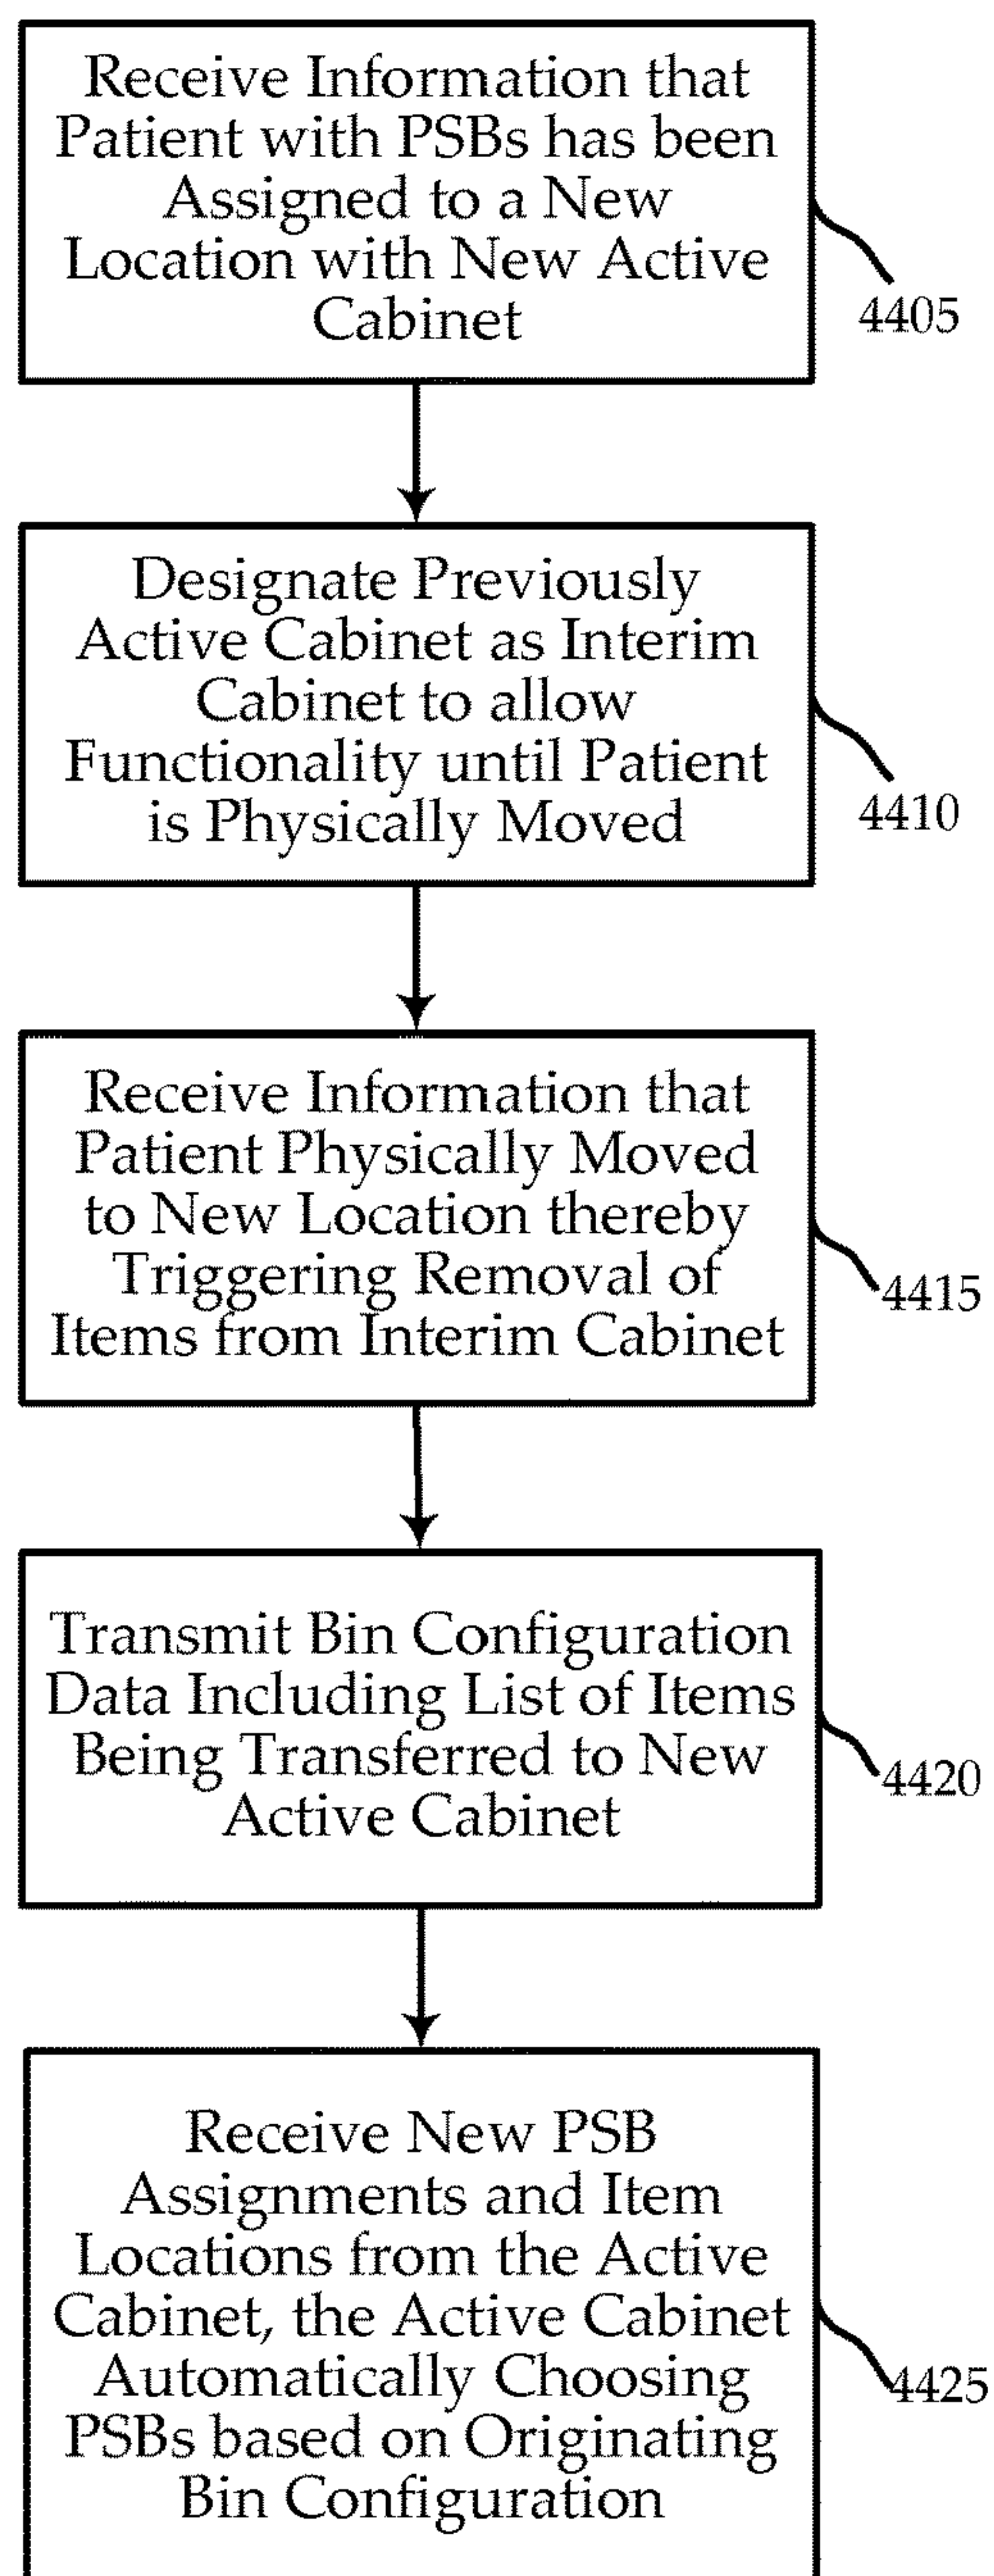 Receive Information that
Patient with PSBs has been
Assigned to a New
Location with New Active
Cabinet
4405
Designate Previously
Active Cabinet as Interim
Cabinet to allow
Functionality until Patient
is Physically Moved
4410
Receive Information that
Patient Physically Moved
to New Location thereby
Triggering Removal of
Items from Interim Cabinet
4415
Transmit Bin Configuration
Data Including List of Items
Being Transferred to New
Active Cabinet
4420
Receive New PSB
Assignments and Item
Locations from the Active
Cabinet, the Active Cabinet
Automatically Choosing
PSBs based on Originating
Bin Configuration
4425